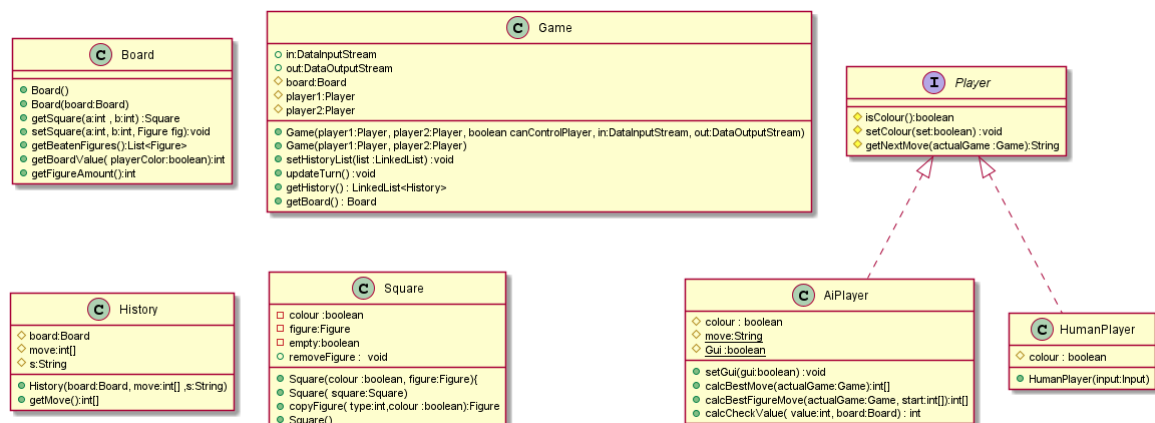 C Board
Board()
Board(board:Board)
getSquare(a:int , b:int) :Square
setSquare(a:int, b:int, Figure fig):void
getBeatenFigures():List<Figure>
getBoardValue( playerColor:boolean):int
getFigureAmount():int
C Game
in:DataInputStream
out:DataOutputStream
board:Board
player1:Player
player2:Player
Game(player1:Player, player2:Player, boolean canControlPlayer, in:DataInputStream, out:DataOutputStream)
Game(player1:Player, player2:Player)
setHistoryList(list :LinkedList) :void
updateTurn() :void
getHistory() : LinkedList<History>
getBoard() : Board
I Player
isColour():boolean
setColour(set:boolean) : void
getNextMove(actualGame :Game):String
C History
board:Board
move:int[]
s:String
History(board:Board, move:int[] ,s:String)
getMove():int[]
C Square
colour :boolean
figure:Figure
empty:boolean
removeFigure : void
Square(colour :boolean, figure:Figure){
Square( square:Square)
copyFigure( type:int,colour :boolean):Figure
Square()
C AiPlayer
colour : boolean
move:String
Gui :boolean
setGui(gui:boolean) :void
calcBestMove(actualGame:Game):int[]
calcBestFigureMove(actualGame:Game, start:int[]):int[]
calcCheckValue( value:int, board:Board) : int
C HumanPlayer
colour : boolean
HumanPlayer(input:Input)